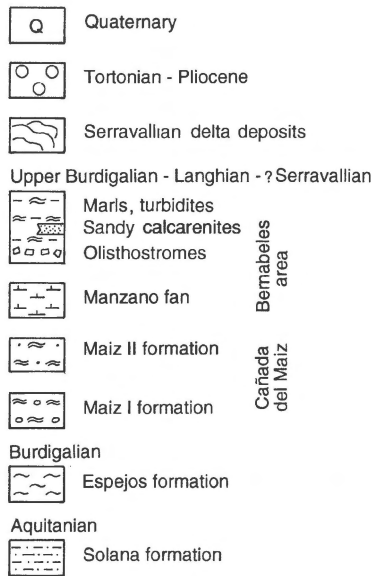 Q Quaternary
Tortonian - Pliocene
Serravallian delta deposits
Upper Burdigalian - Langhian - ? Serravallian
Marls, turbidites
Sandy calcarenites
Olisthostromes
Bernabeles
area
Manzano fan
Maiz II formation
Maiz I formation
Cañada
del Maiz
Burdigalian
Espejos formation
Aquitanian
Solana formation